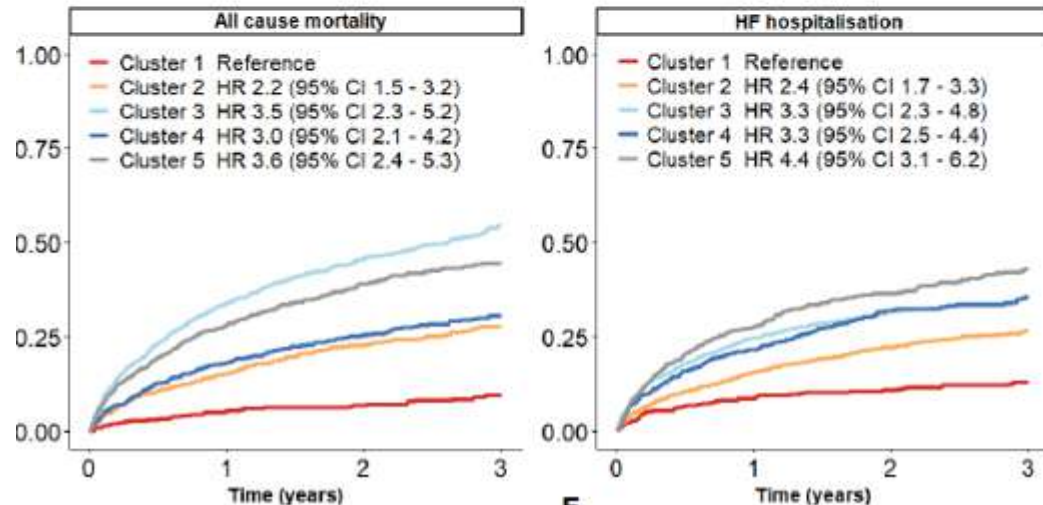 All cause mortality
1.00
Cluster 1 Reference
Cluster 2 HR 2.2 (95% CI 1.5 - 3.2)
Cluster 3 HR 3.5 (95% CI 2.3 - 5.2)
0.75
Cluster 4 HR 3.0 (95% CI 2.1 - 4.2)
Cluster 5 HR 3.6 (95% CI 2.4 - 5.3)
0.50
0.25
0.00
0 1 2 3
Time (years)
HF hospitalisation
1.00
Cluster 1 Reference
Cluster 2 HR 2.4 (95% CI 1.7 - 3.3)
Cluster 3 HR 3.3 (95% CI 2.3 - 4.8)
0.75
Cluster 4 HR 3.3 (95% CI 2.5 - 4.4)
Cluster 5 HR 4.4 (95% CI 3.1 - 6.2)
0.50
0.25
0.00
0 1 2 3
Time (years)